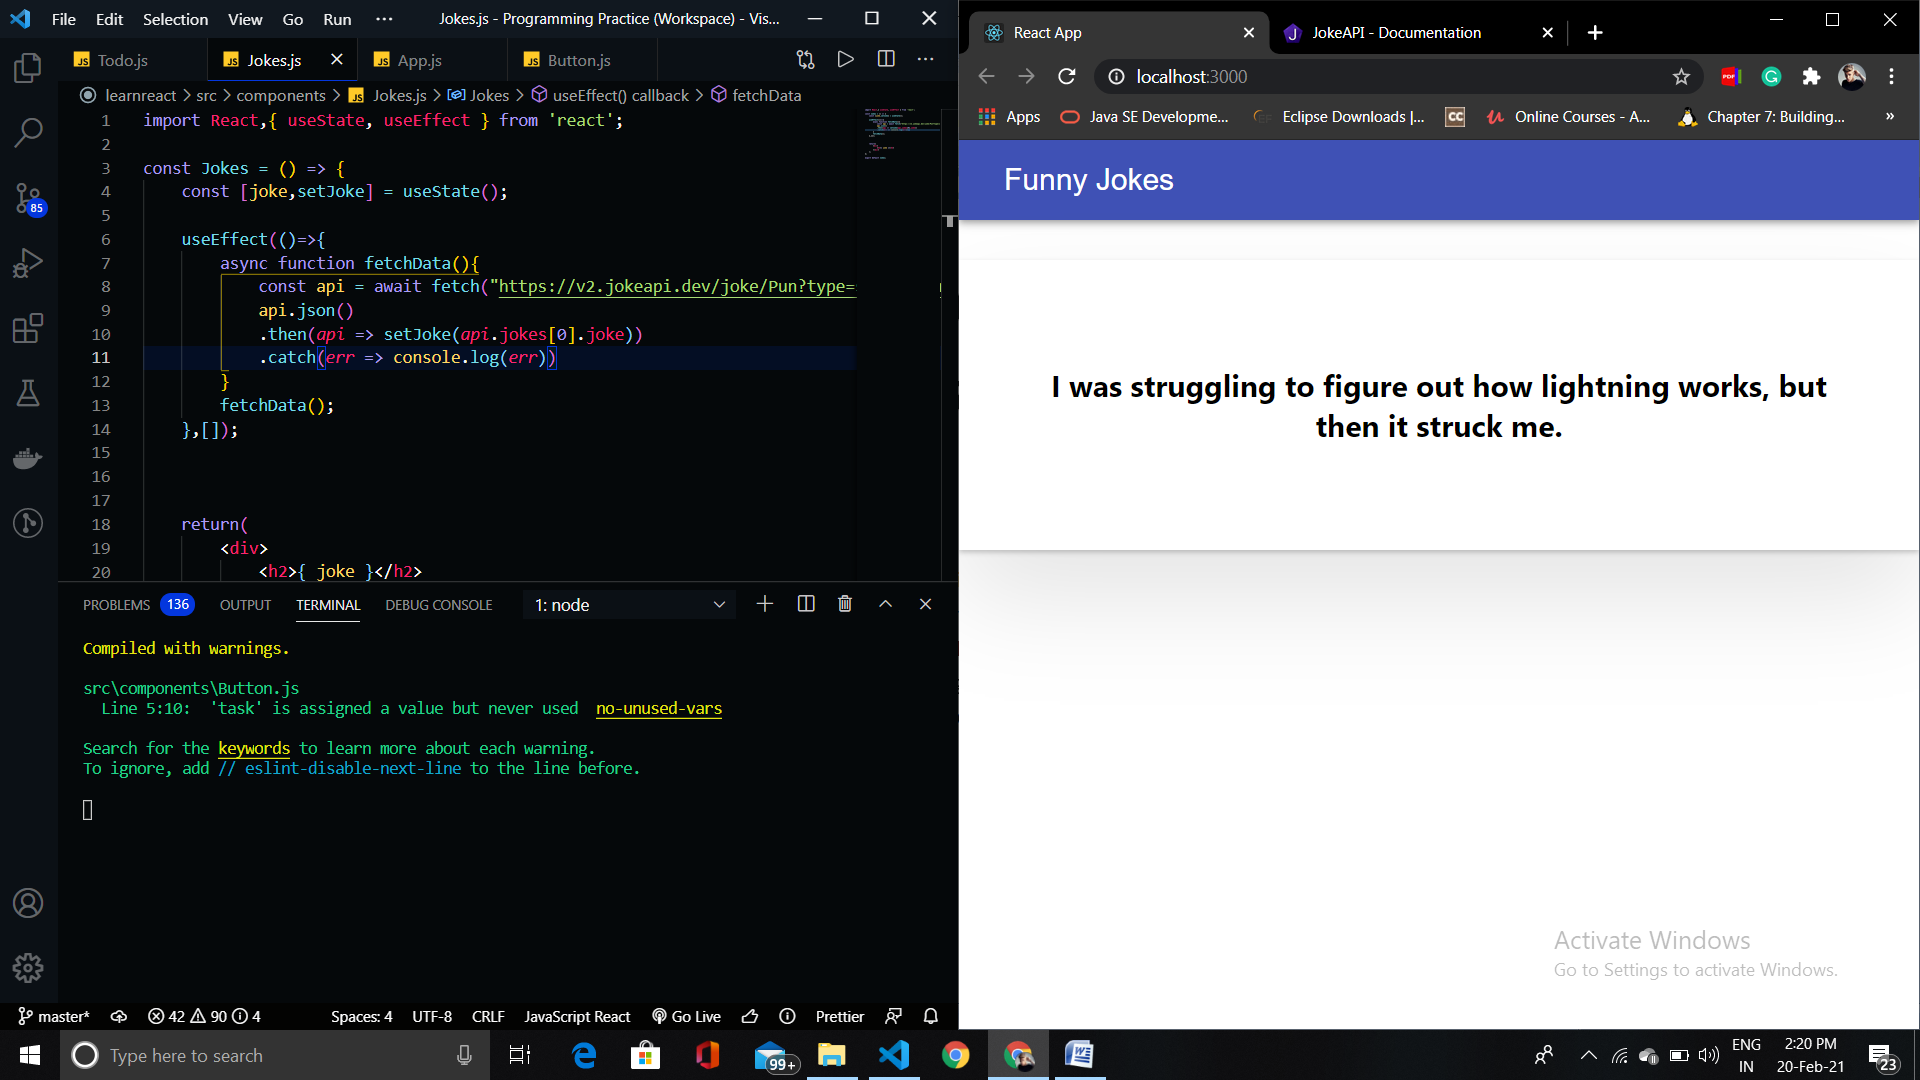 File Edit Selection View Go Run ··· Jokes.js - Programming Practice (Workspace) - Vis...
Todo.js Jokes.js App.js Button.js
learnreact > src > components > Jokes.js > Jokes > useEffect() callback > fetchData
1 import React,{ useState, useEffect } from 'react';
2
3 const Jokes = () => {
4 const [joke,setJoke] = useState();
5
6 useEffect(()=>{
7 async function fetchData(){
8 const api = await fetch("https://v2.jokeapi.dev/joke/Pun?type=
9 api.json()
10 .then(api => setJoke(api.jokes[0].joke))
11 .catch(err => console.log(err))
12 }
13 fetchData();
14 },[]);
15
16
17
18 return(
19 <div>
20 <h2>{ joke }</h2>
85
PROBLEMS 136 OUTPUT TERMINAL DEBUG CONSOLE 1: node
Compiled with warnings.
src\components\Button.js
Line 5:10: 'task' is assigned a value but never used no-unused-vars
Search for the keywords to learn more about each warning.
To ignore, add // eslint-disable-next-line to the line before.
master* 42 90 4 Spaces: 4 UTF-8 CRLF JavaScript React Go Live Prettier
React App JokeAPI - Documentation
localhost:3000
PDF
Apps Java SE Developme... Eclipse Downloads |... CC Online Courses - A... Chapter 7: Building... »
Funny Jokes
I was struggling to figure out how lightning works, but
then it struck me.
Activate Windows
Go to Settings to activate Windows.
Type here to search
99+
ENG
IN
2:20 PM
20-Feb-21
23